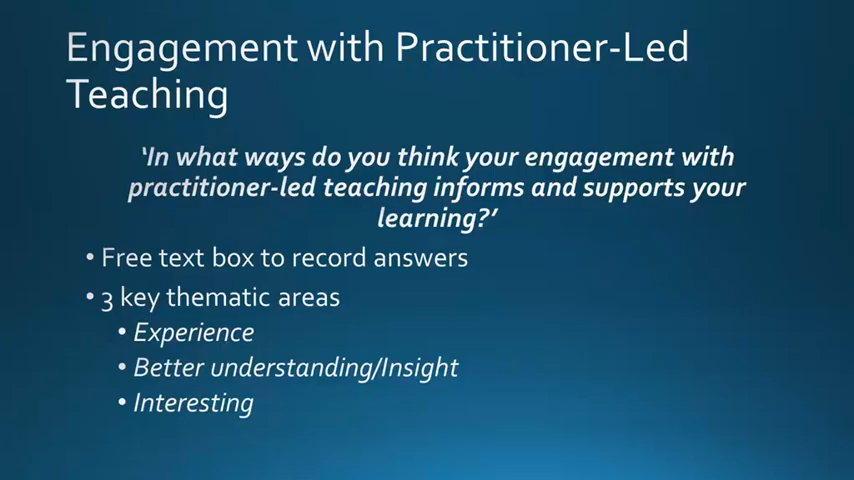 Engagement with Practitioner-Led
Teaching
‘In what ways do you think your engagement with
practitioner-led teaching informs and supports your
learning?’
• Free text box to record answers
• 3 key thematic areas
• Experience
• Better understanding/Insight
• Interesting